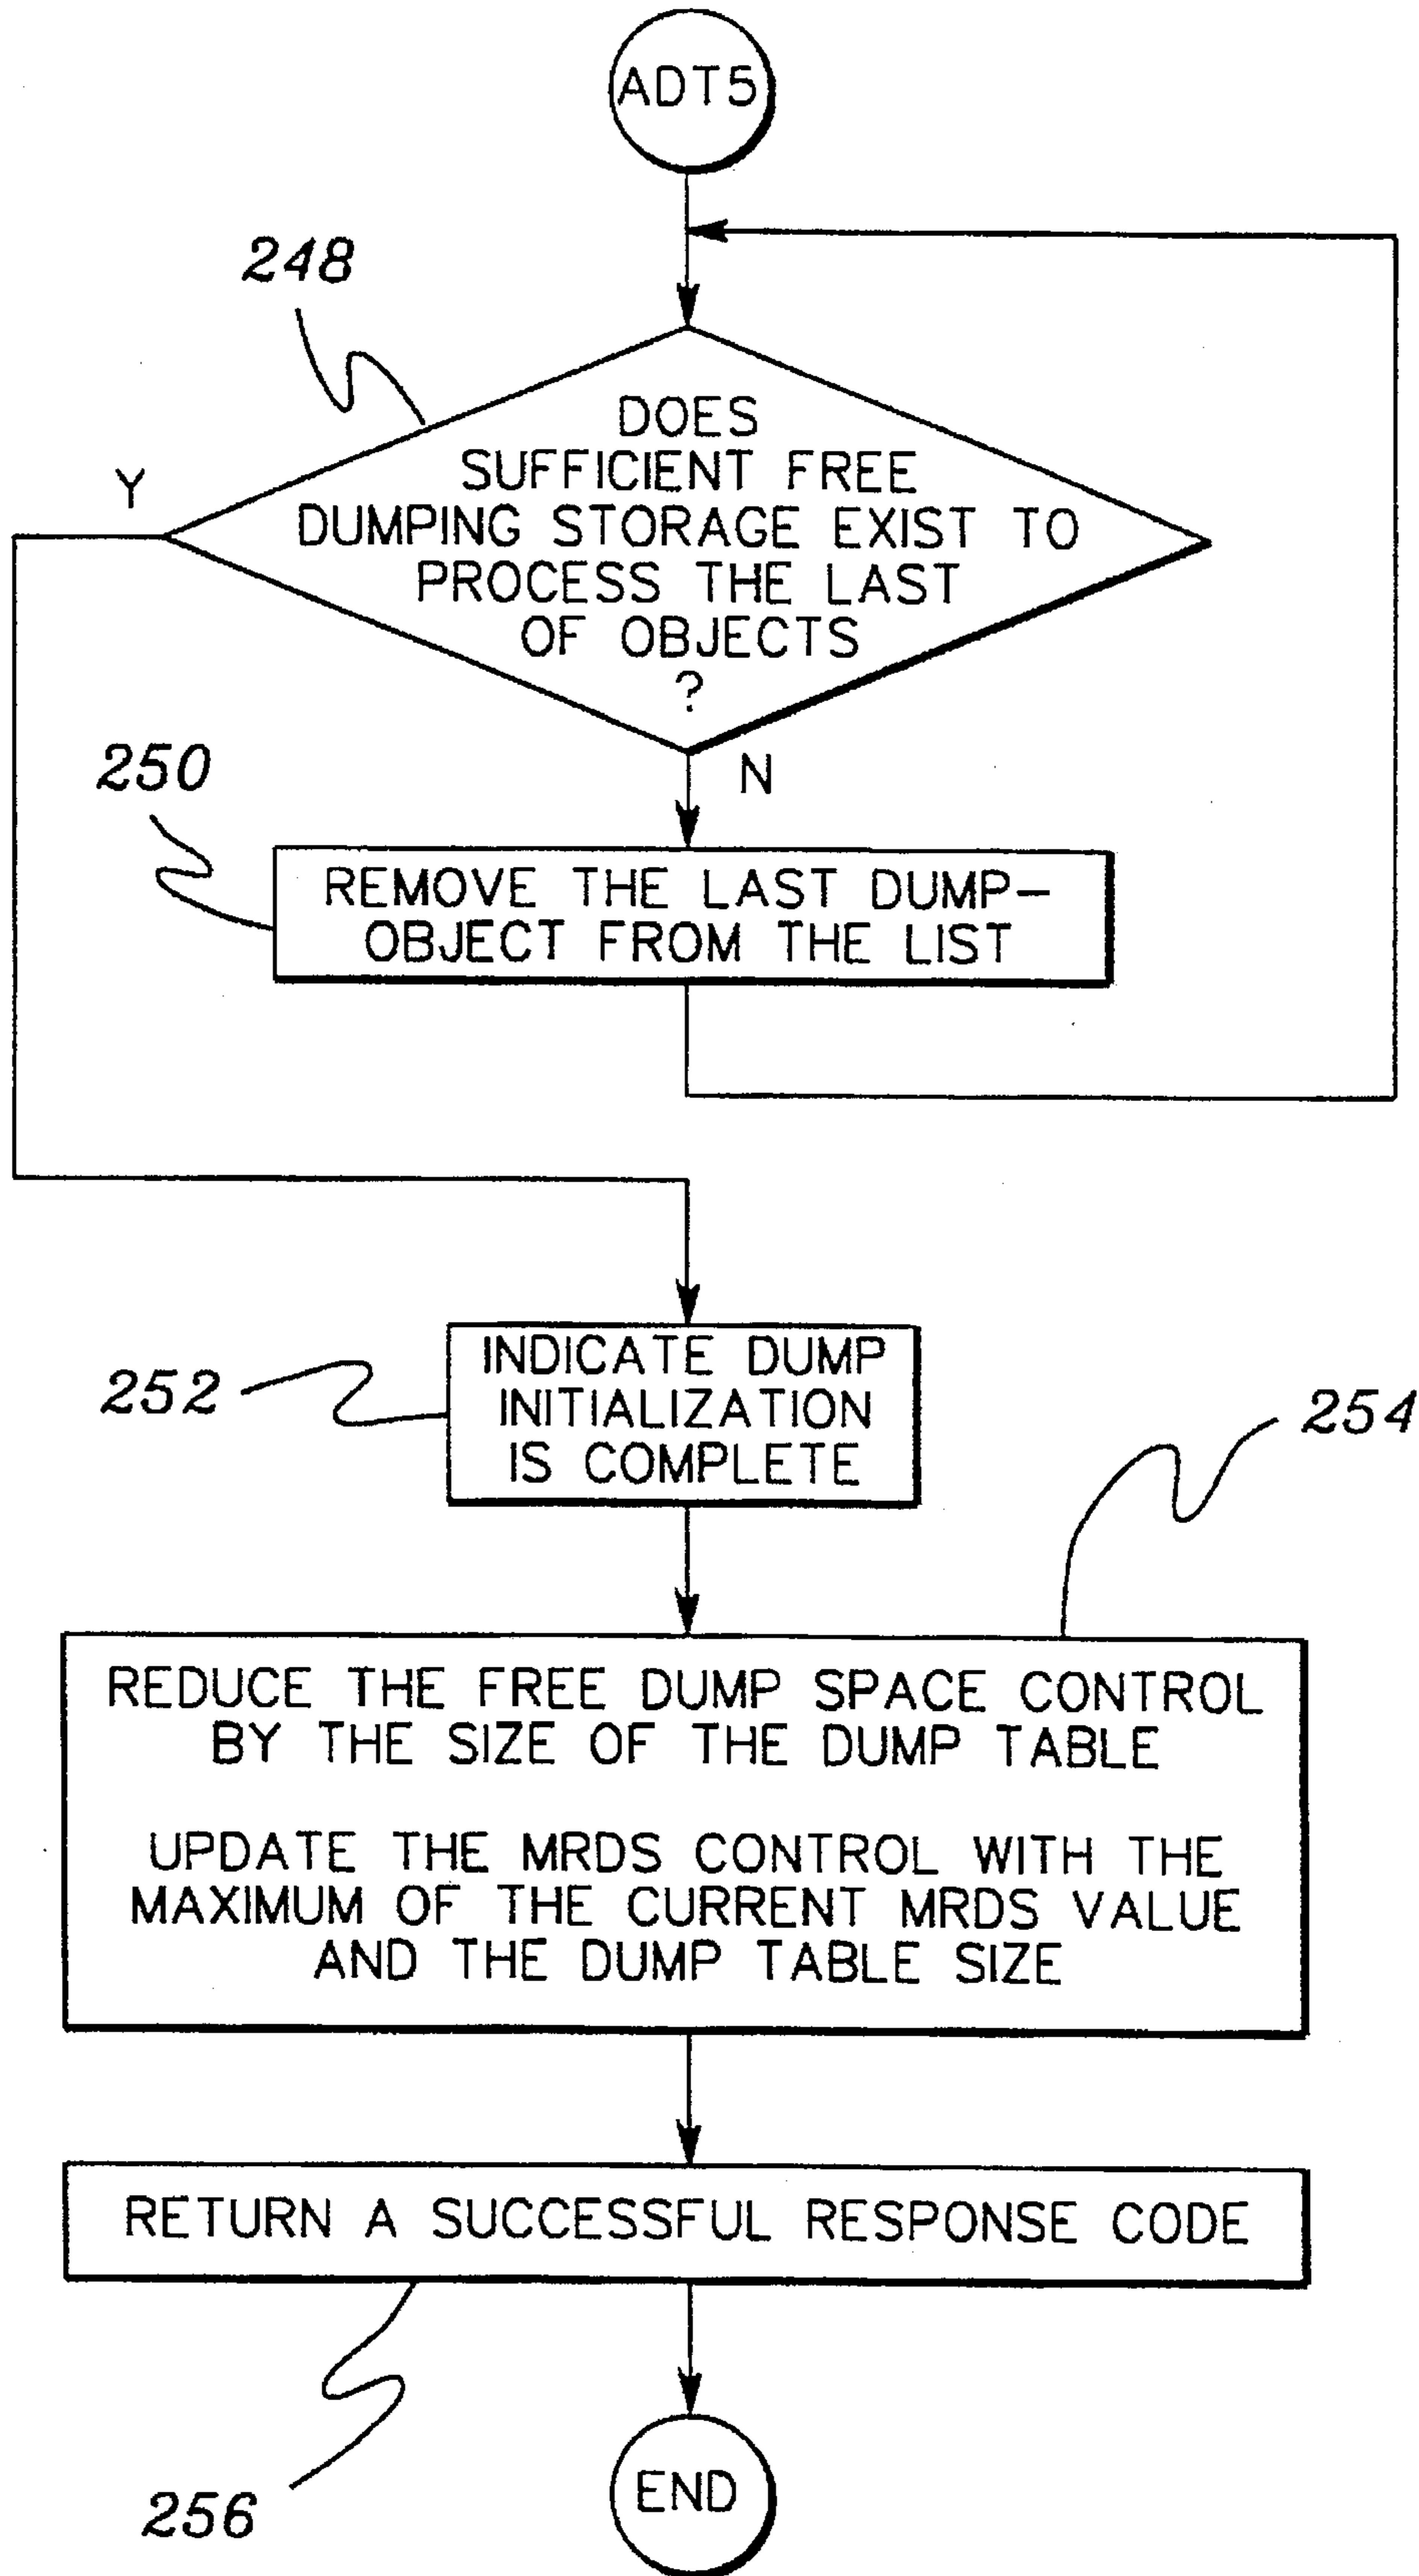 ADT5
248
DOES
SUFFICIENT FREE
DUMPING STORAGE EXIST TO
PROCESS THE LAST
OF OBJECTS
?
Y
N
250
REMOVE THE LAST DUMP-
OBJECT FROM THE LIST
252
INDICATE DUMP
INITIALIZATION
IS COMPLETE
254
REDUCE THE FREE DUMP SPACE CONTROL
BY THE SIZE OF THE DUMP TABLE
UPDATE THE MRDS CONTROL WITH THE
MAXIMUM OF THE CURRENT MRDS VALUE
AND THE DUMP TABLE SIZE
RETURN A SUCCESSFUL RESPONSE CODE
256
END